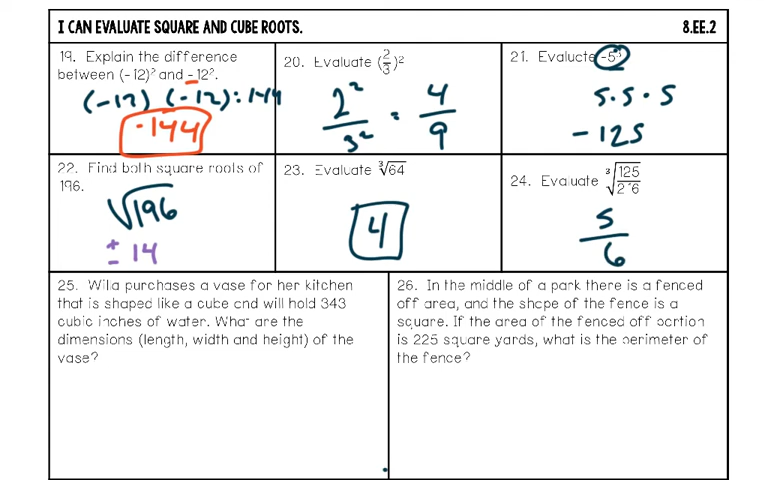 I CAN EVALUATE SQUARE AND CUBE ROOTS. 8.EE.2
19. Explain the difference
between (-12)² and -12².
(-12) (-12) = 144
-144
20. Evaluate (2/3)²
2²/3² = 4/9
21. Evaluate -5³
5·5·5
-125
22. Find both square roots of
196.
√196
± 14
23. Evaluate ∛64
4
24. Evaluate ∛(125/216)
5/6
25. Willa purchases a vase for her kitchen
that is shaped like a cube and will hold 343
cubic inches of water. What are the
dimensions (length, width and height) of the
vase?
26. In the middle of a park there is a fenced
off area, and the shape of the fence is a
square. If the area of the fenced off portion
is 225 square yards, what is the perimeter of
the fence?